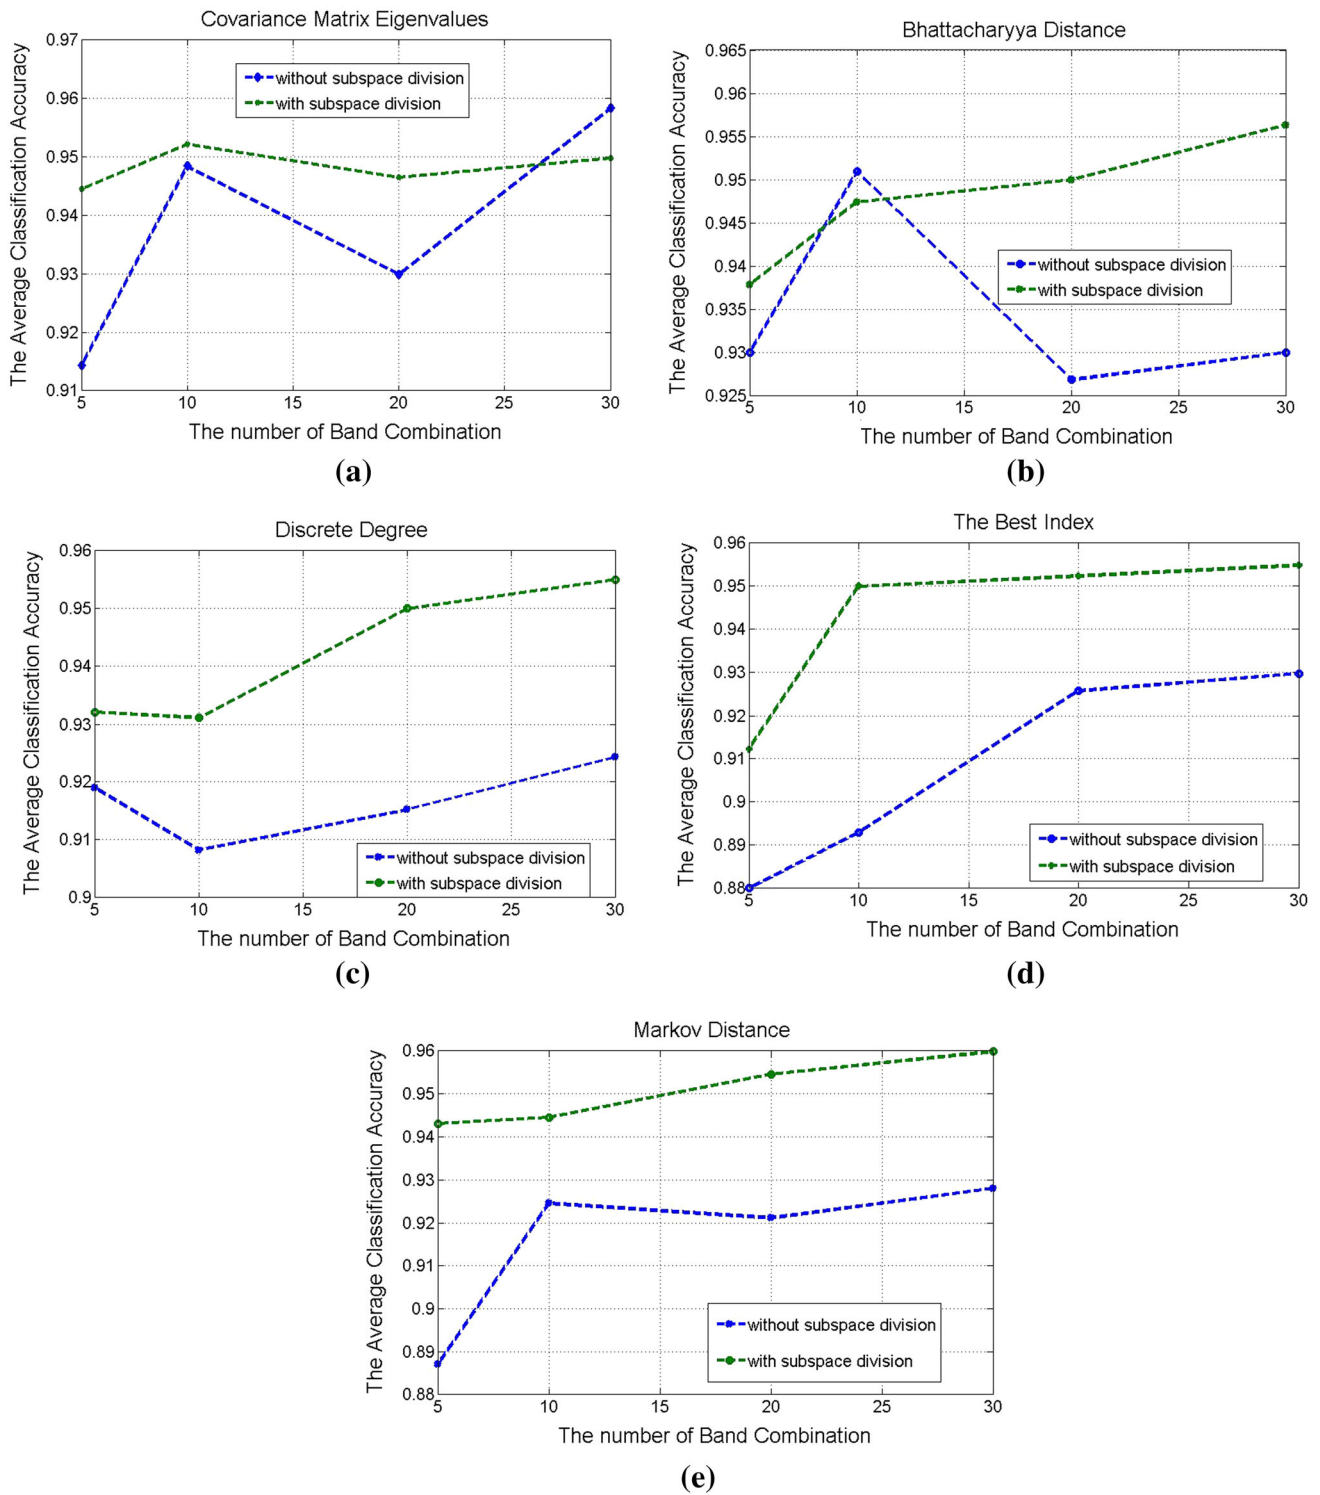 Covariance Matrix Eigenvalues
The Average Classification Accuracy
0.97
0.96
0.95
0.94
0.93
0.92
0.91
without subspace division
with subspace division
5 10 15 20 25 30
The number of Band Combination
(a)
Bhattacharyya Distance
The Average Classification Accuracy
0.965
0.96
0.955
0.95
0.945
0.94
0.935
0.93
0.925
without subspace division
with subspace division
5 10 15 20 25 30
The number of Band Combination
(b)
Discrete Degree
The Average Classification Accuracy
0.96
0.95
0.94
0.93
0.92
0.91
0.9
without subspace division
with subspace division
5 10 15 20 25 30
The number of Band Combination
(c)
The Best Index
The Average Classification Accuracy
0.96
0.95
0.94
0.93
0.92
0.91
0.9
0.89
0.88
without subspace division
with subspace division
5 10 15 20 25 30
The number of Band Combination
(d)
Markov Distance
The Average Classification Accuracy
0.96
0.95
0.94
0.93
0.92
0.91
0.9
0.89
0.88
without subspace division
with subspace division
5 10 15 20 25 30
The number of Band Combination
(e)